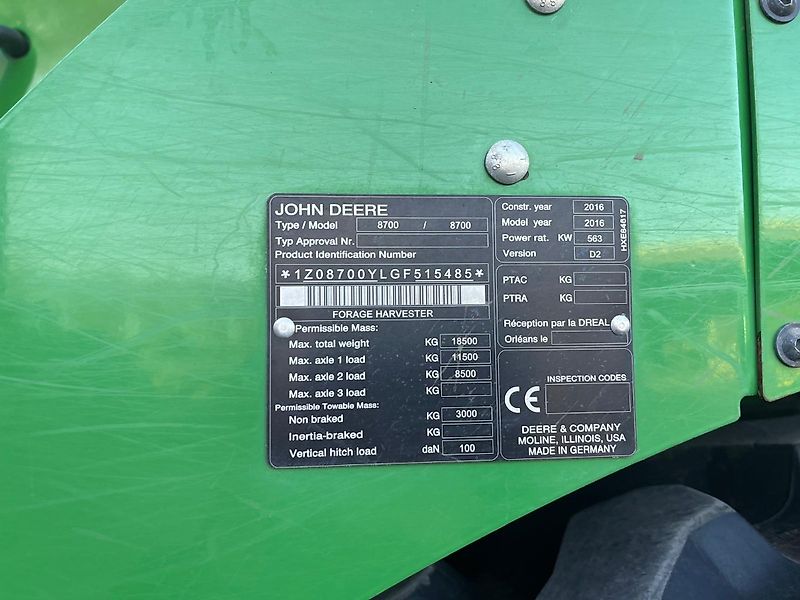 JOHN DEERE
Type / Model 8700 / 8700
Typ Approval Nr.
Product Identification Number
*1Z08700YLGF515485*
FORAGE HARVESTER
Permissible Mass:
Max. total weight KG 18500
Max. axle 1 load KG 11500
Max. axle 2 load KG 8500
Max. axle 3 load KG
Permissible Towable Mass:
Non braked KG 3000
Inertia-braked KG
Vertical hitch load daN 100
Constr. year 2016
Model year 2016
Power rat. KW 563
Version D2
HXE64617
PTAC KG
PTRA KG
Réception par la DREAL
Orléans le
CE
INSPECTION CODES
DEERE & COMPANY
MOLINE, ILLINOIS, USA
MADE IN GERMANY